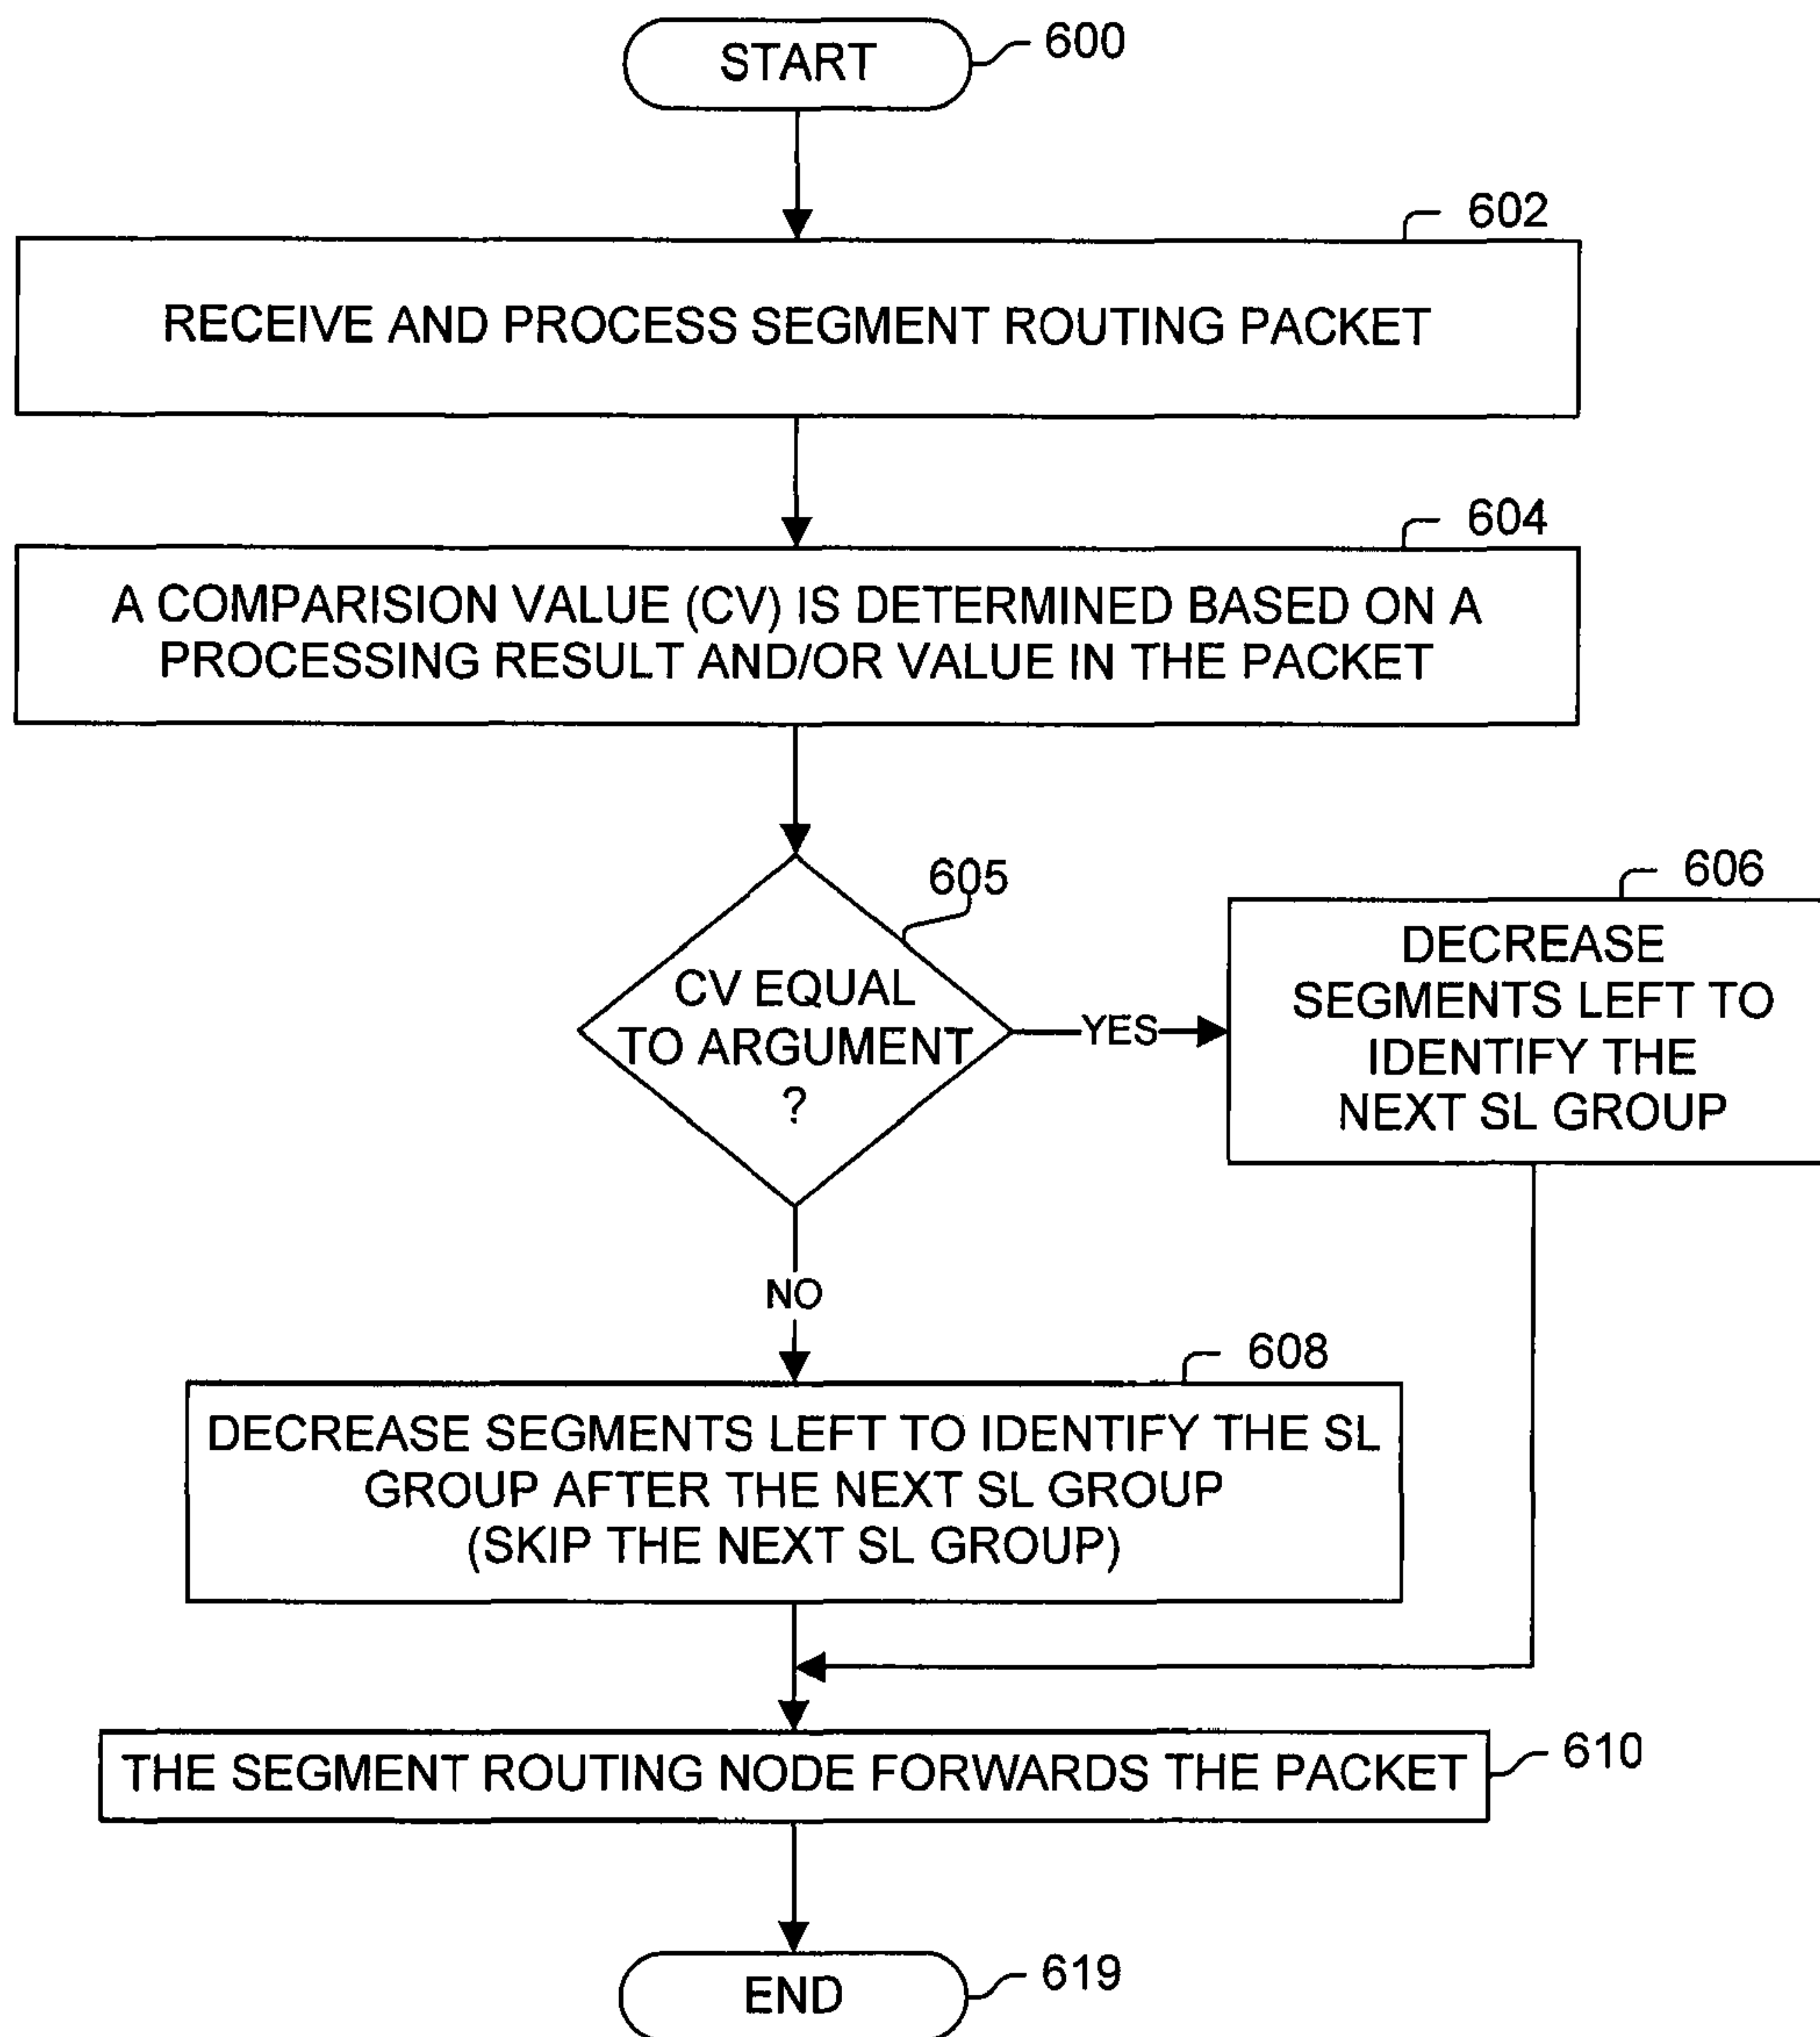 START
600
602
RECEIVE AND PROCESS SEGMENT ROUTING PACKET
604
A COMPARISION VALUE (CV) IS DETERMINED BASED ON A
PROCESSING RESULT AND/OR VALUE IN THE PACKET
605
CV EQUAL
TO ARGUMENT
?
YES
606
DECREASE
SEGMENTS LEFT TO
IDENTIFY THE
NEXT SL GROUP
NO
608
DECREASE SEGMENTS LEFT TO IDENTIFY THE SL
GROUP AFTER THE NEXT SL GROUP
(SKIP THE NEXT SL GROUP)
THE SEGMENT ROUTING NODE FORWARDS THE PACKET
610
END
619